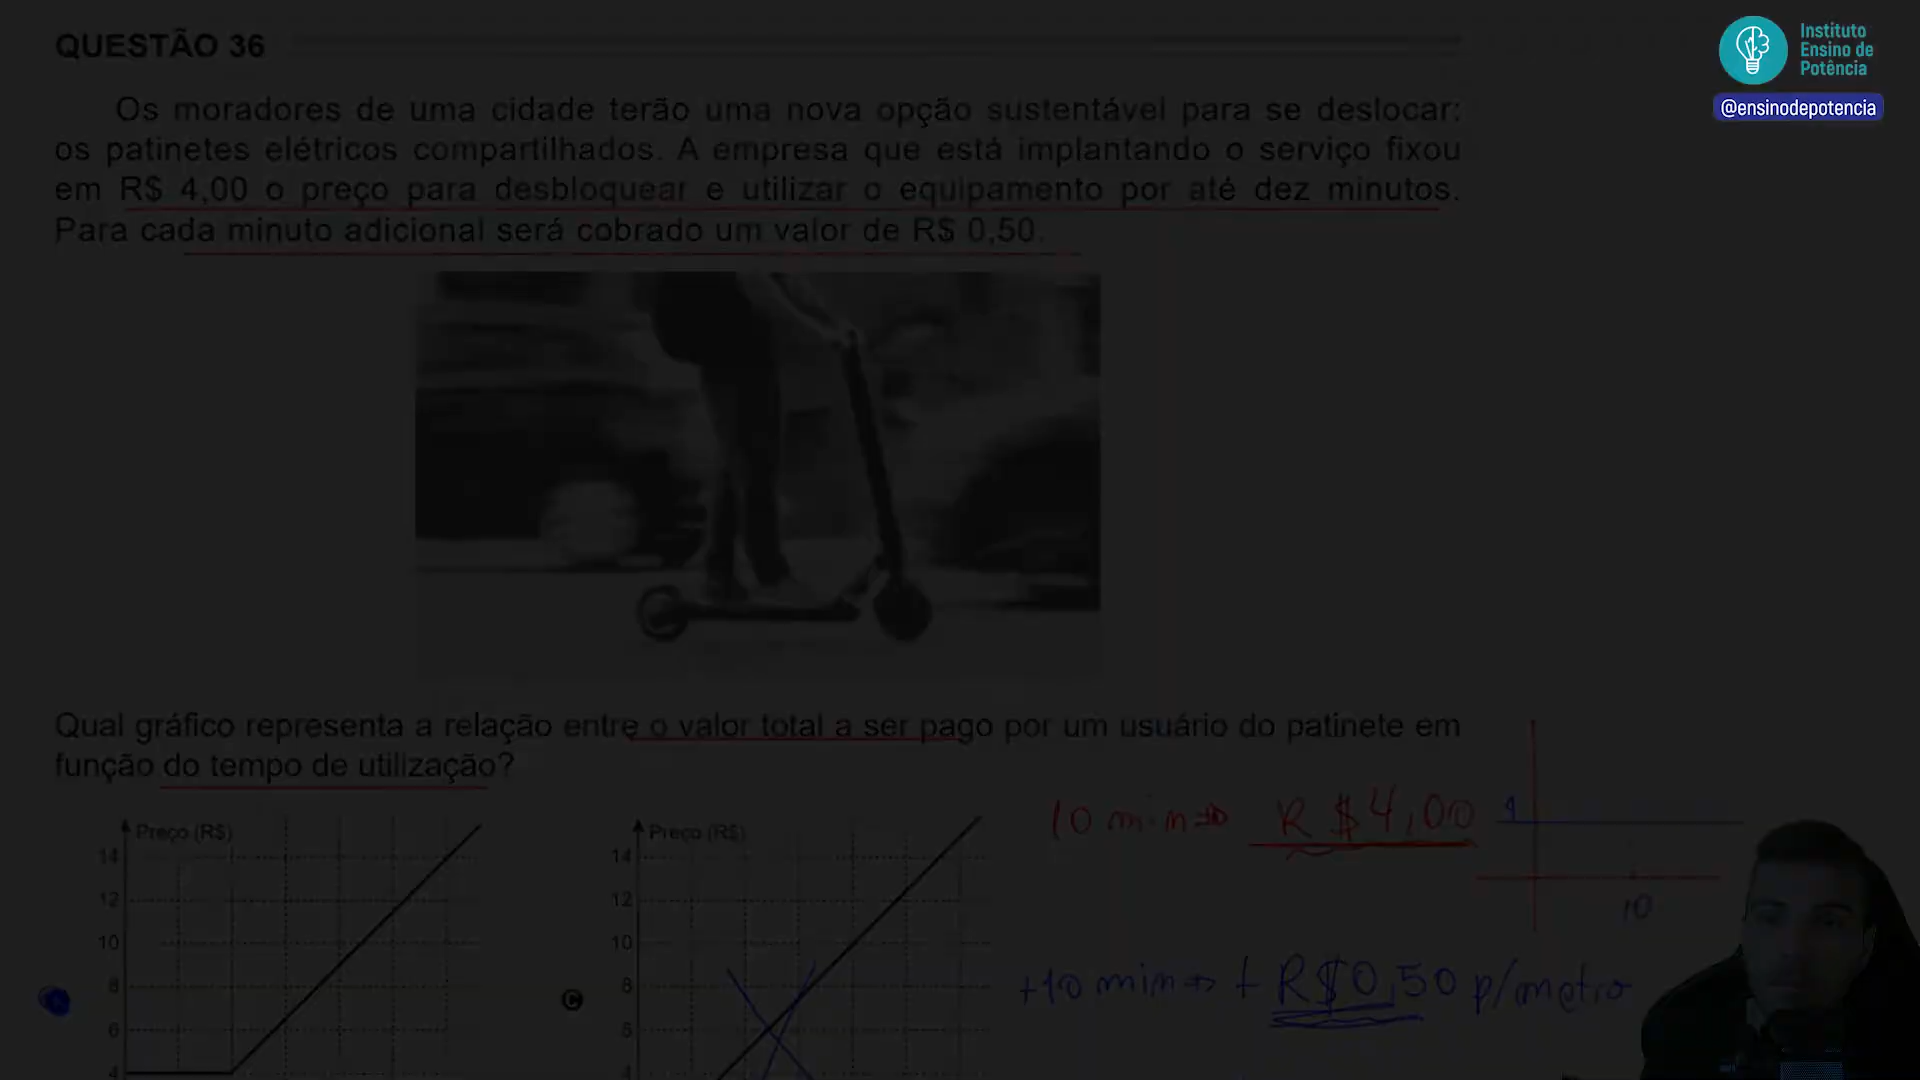 QUESTÃO 36
Instituto
Ensino de
Potência
@ensinodepotencia
Os moradores de uma cidade terão uma nova opção sustentável para se deslocar:
os patinetes elétricos compartilhados. A empresa que está implantando o serviço fixou
em R$ 4,00 o preço para desbloquear e utilizar o equipamento por até dez minutos.
Para cada minuto adicional será cobrado um valor de R$ 0,50.
Qual gráfico representa a relação entre o valor total a ser pago por um usuário do patinete em
função do tempo de utilização?
Preço (R$)
14
12
10
8
6
4
C
Preço (R$)
14
12
10
8
6
4
10 min ⇒ R$4,00
4
10
+10 min → + R$0,50 p/metro